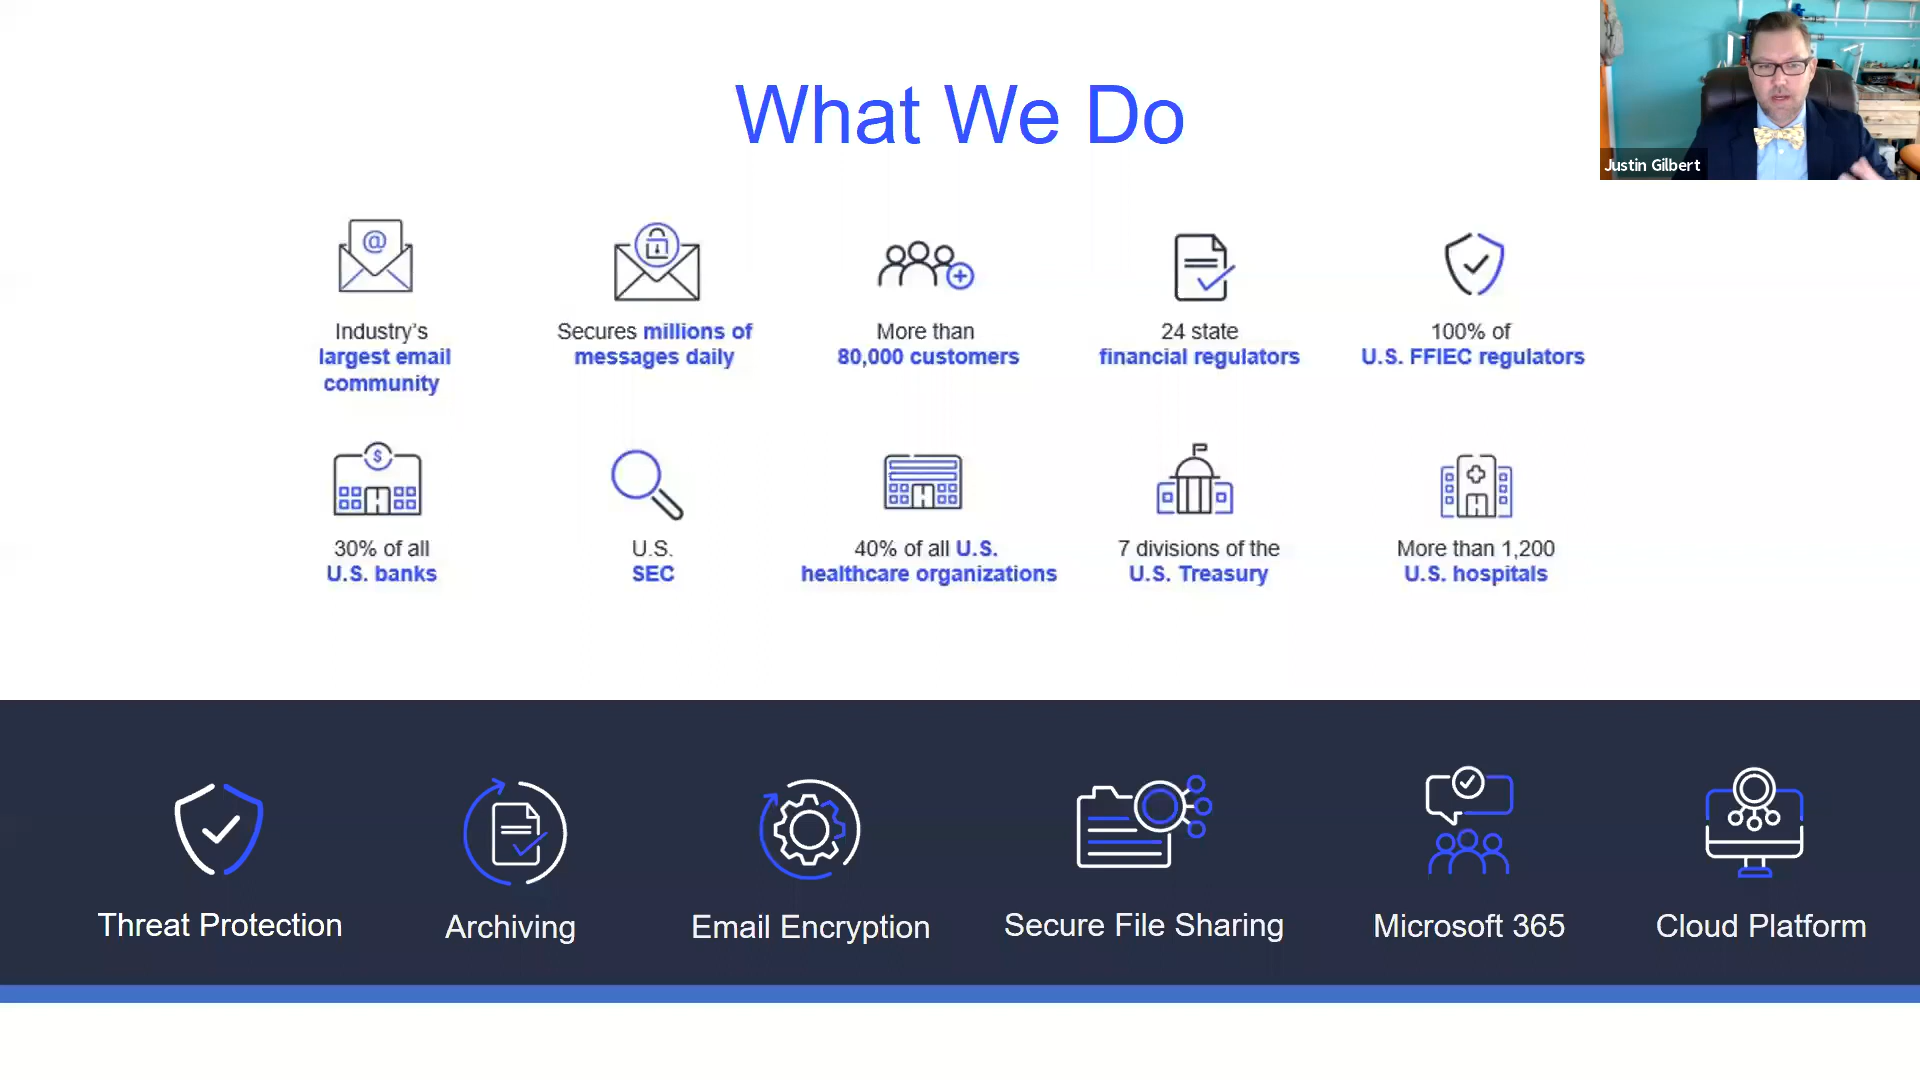 What We Do
Justin Gilbert
@
Industry's
largest email
community
Secures millions of
messages daily
More than
80,000 customers
24 state
financial regulators
100% of
U.S. FFIEC regulators
$
30% of all
U.S. banks
U.S.
SEC
40% of all U.S.
healthcare organizations
7 divisions of the
U.S. Treasury
More than 1,200
U.S. hospitals
Threat Protection
Archiving
Email Encryption
Secure File Sharing
Microsoft 365
Cloud Platform